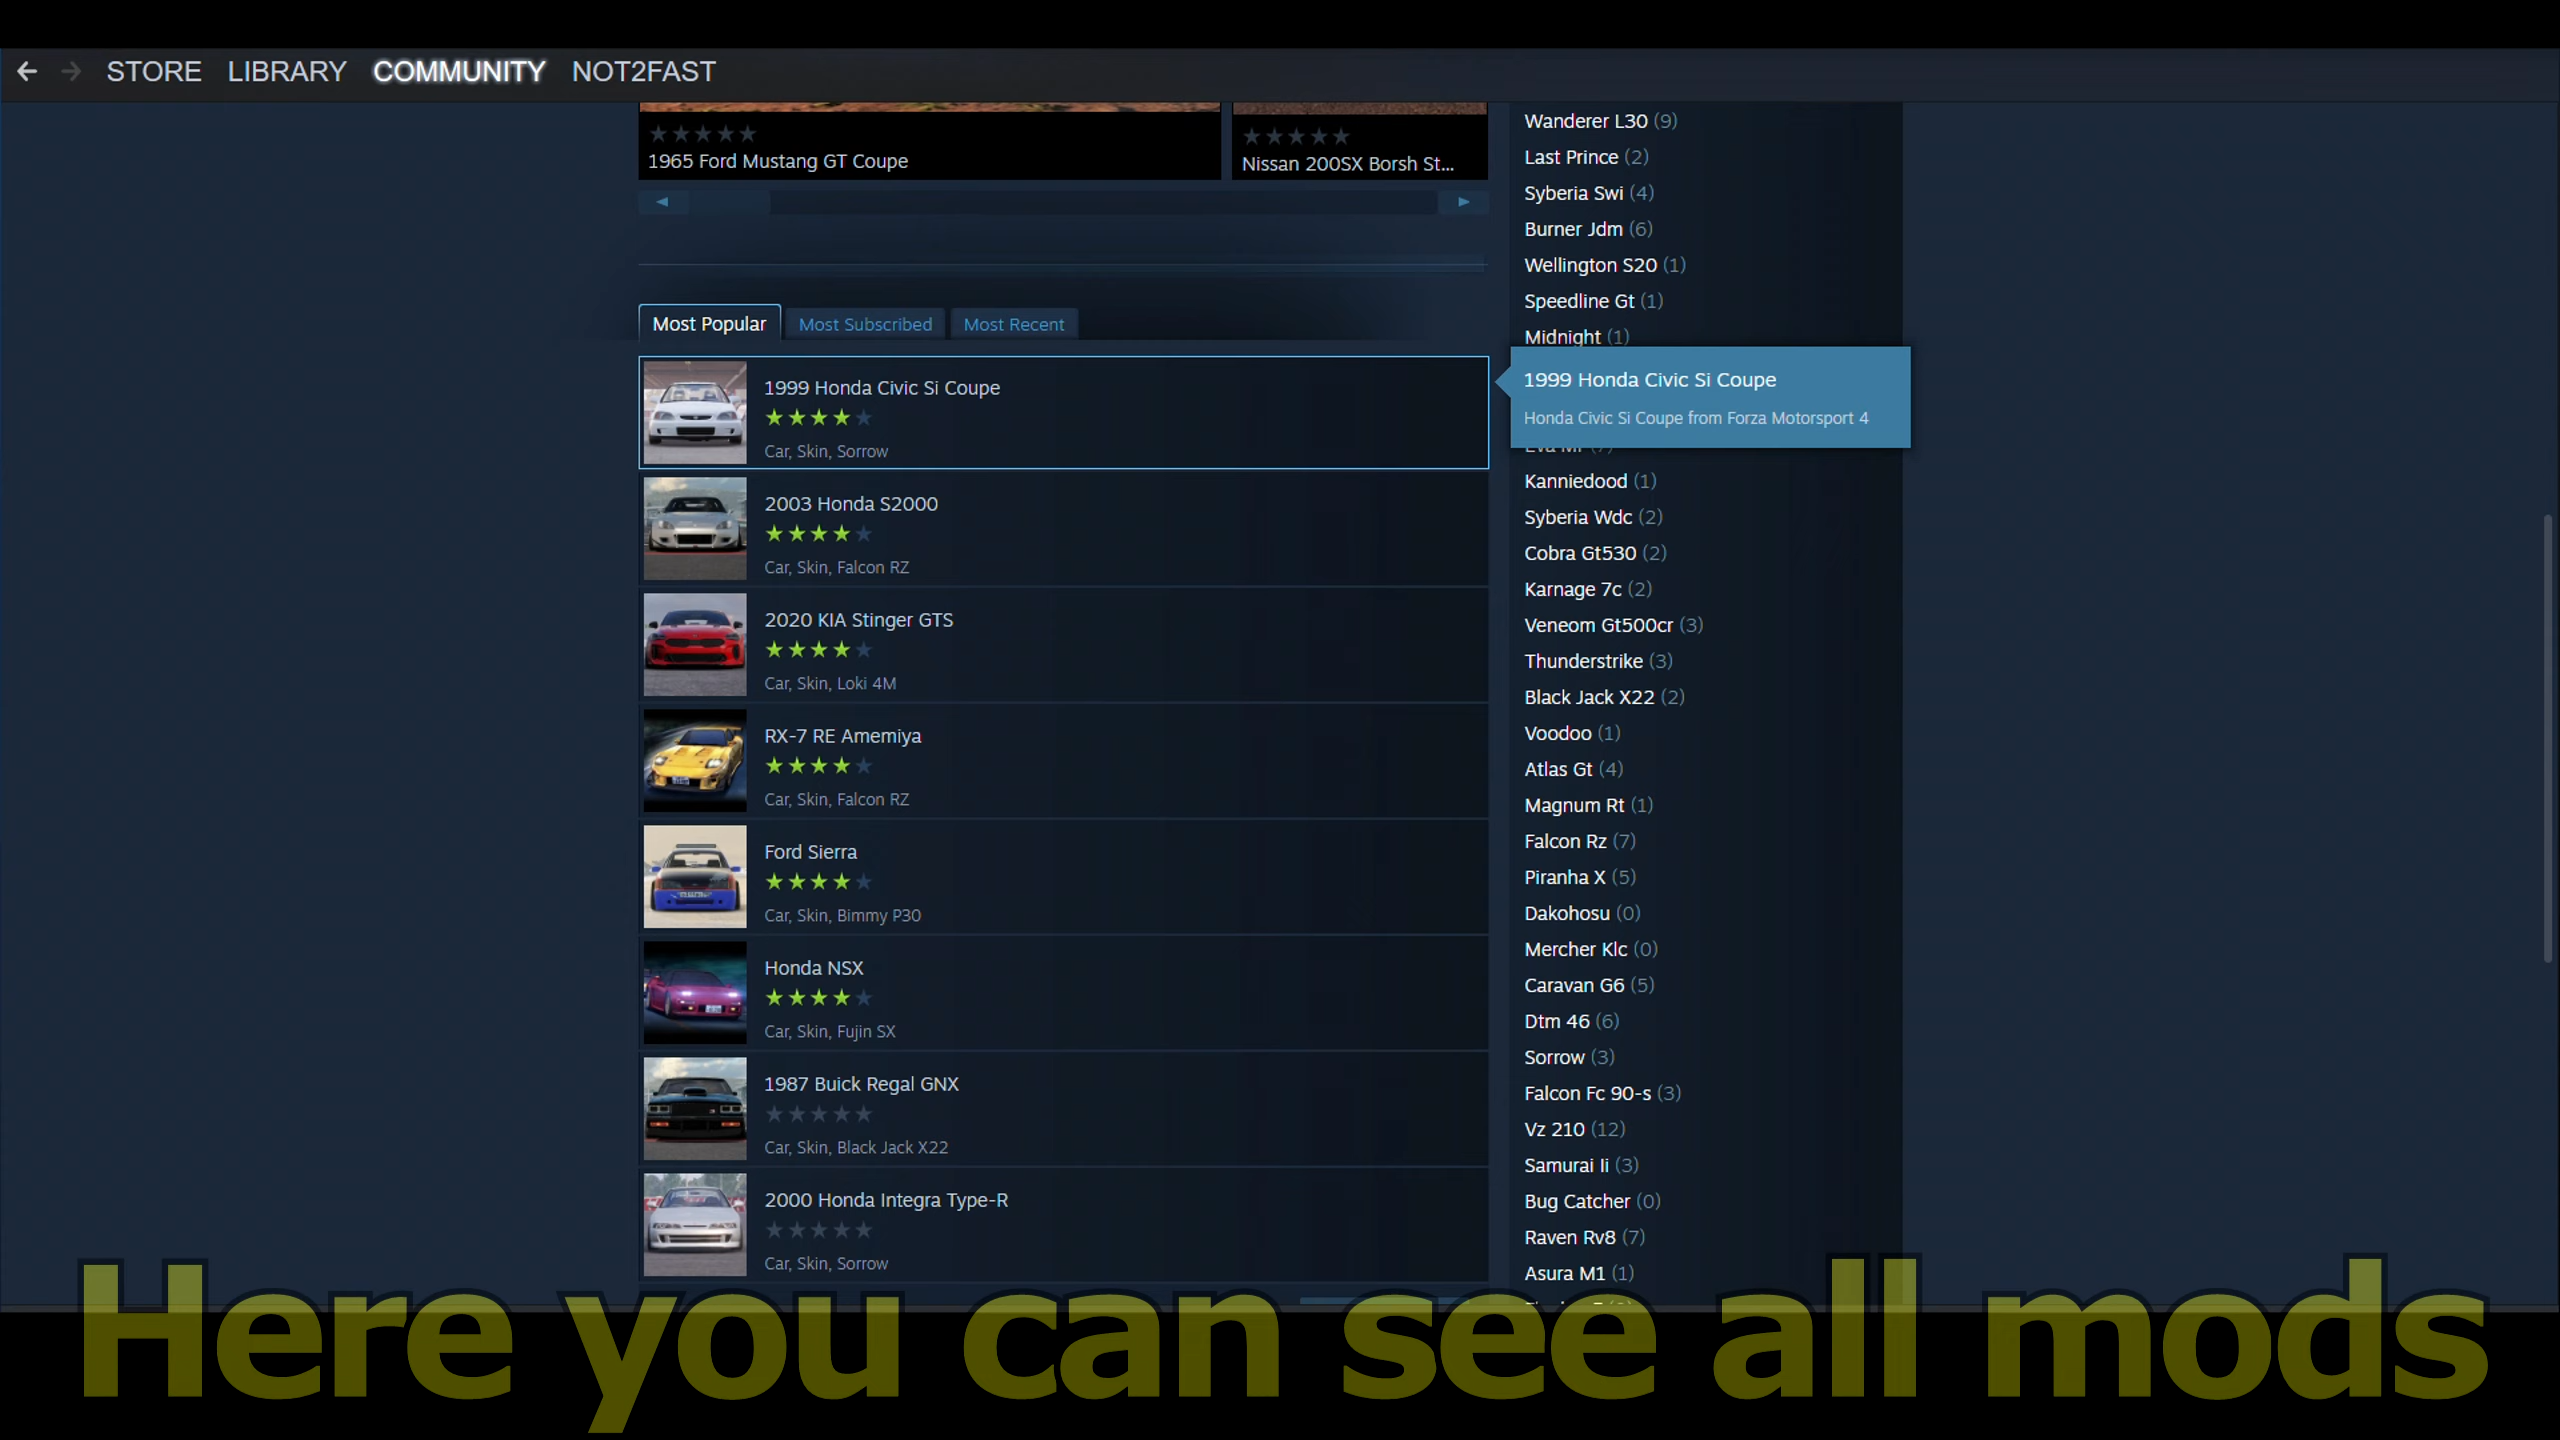 STORE LIBRARY COMMUNITY NOT2FAST
1965 Ford Mustang GT Coupe
Nissan 200SX Borsh St...
Most Popular
Most Subscribed
Most Recent
1999 Honda Civic Si Coupe
Car, Skin, Sorrow
2003 Honda S2000
Car, Skin, Falcon RZ
2020 KIA Stinger GTS
Car, Skin, Loki 4M
RX-7 RE Amemiya
Car, Skin, Falcon RZ
Ford Sierra
Car, Skin, Bimmy P30
Honda NSX
Car, Skin, Fujin SX
1987 Buick Regal GNX
Car, Skin, Black Jack X22
2000 Honda Integra Type-R
Car, Skin, Sorrow
Wanderer L30 (9)
Last Prince (2)
Syberia Swi (4)
Burner Jdm (6)
Wellington S20 (1)
Speedline Gt (1)
Midnight (1)
1999 Honda Civic Si Coupe
Honda Civic Si Coupe from Forza Motorsport 4
Kanniedood (1)
Syberia Wdc (2)
Cobra Gt530 (2)
Karnage 7c (2)
Veneom Gt500cr (3)
Thunderstrike (3)
Black Jack X22 (2)
Voodoo (1)
Atlas Gt (4)
Magnum Rt (1)
Falcon Rz (7)
Piranha X (5)
Dakohosu (0)
Mercher Klc (0)
Caravan G6 (5)
Dtm 46 (6)
Sorrow (3)
Falcon Fc 90-s (3)
Vz 210 (12)
Samurai Ii (3)
Bug Catcher (0)
Raven Rv8 (7)
Asura M1 (1)
Here you can see all mods